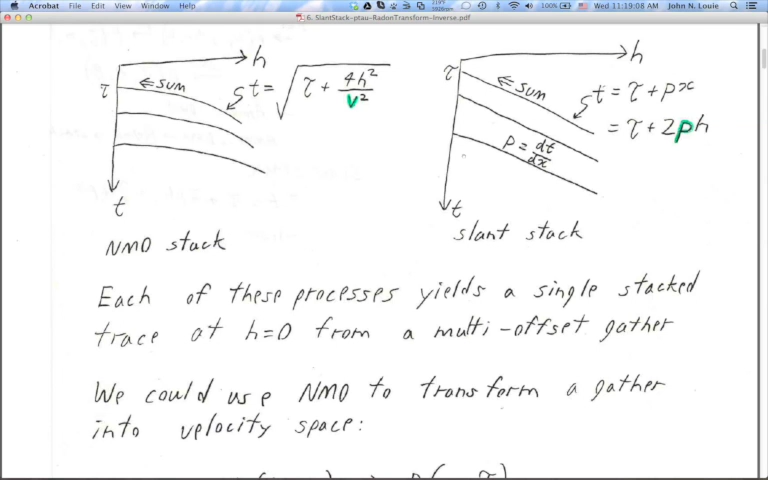 Acrobat File Edit View Window Help
100% Wed 11:19:08 AM John N. Louie
6. SlantStack-ptau-RadonTransform-Inverse.pdf
h h
τ ⇐ sum t = √(τ + 4h²/v²)
τ ⇐ sum t = τ + px
= τ + 2ph
p = dt/dx
t t
NMO stack slant stack
Each of these processes yields a single stacked
trace at h=0 from a multi-offset gather
We could use NMO to transform a gather
into velocity space: